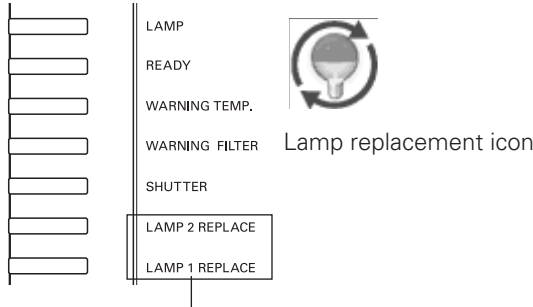 LAMP
READY
WARNING TEMP.
WARNING FILTER
SHUTTER
LAMP 2 REPLACE
LAMP 1 REPLACE
Lamp replacement icon